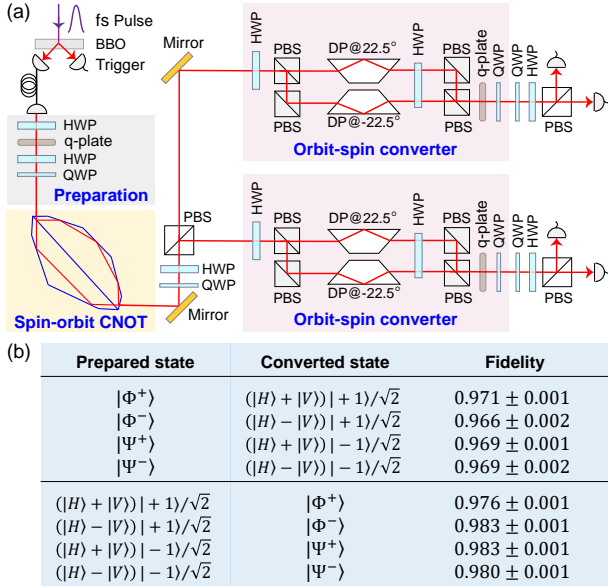 (a)
fs Pulse
BBO
Trigger
HWP
q-plate
HWP
QWP
Preparation
Spin-orbit CNOT
Mirror
PBS
HWP
QWP
Mirror
HWP
PBS
DP@22.5°
HWP
PBS
q-plate
QWP
QWP
HWP
PBS
DP@-22.5°
PBS
PBS
Orbit-spin converter
HWP
PBS
DP@22.5°
HWP
PBS
q-plate
QWP
QWP
HWP
PBS
DP@-22.5°
PBS
PBS
Orbit-spin converter
(b)
Prepared state Converted state Fidelity
|Φ⁺⟩ (|H⟩ + |V⟩)| + 1⟩/√2 0.971 ± 0.001
|Φ⁻⟩ (|H⟩ − |V⟩)| + 1⟩/√2 0.966 ± 0.002
|Ψ⁺⟩ (|H⟩ + |V⟩)| − 1⟩/√2 0.969 ± 0.001
|Ψ⁻⟩ (|H⟩ − |V⟩)| − 1⟩/√2 0.969 ± 0.002
(|H⟩ + |V⟩)| + 1⟩/√2 |Φ⁺⟩ 0.976 ± 0.001
(|H⟩ − |V⟩)| + 1⟩/√2 |Φ⁻⟩ 0.983 ± 0.001
(|H⟩ + |V⟩)| − 1⟩/√2 |Ψ⁺⟩ 0.983 ± 0.001
(|H⟩ − |V⟩)| − 1⟩/√2 |Ψ⁻⟩ 0.980 ± 0.001